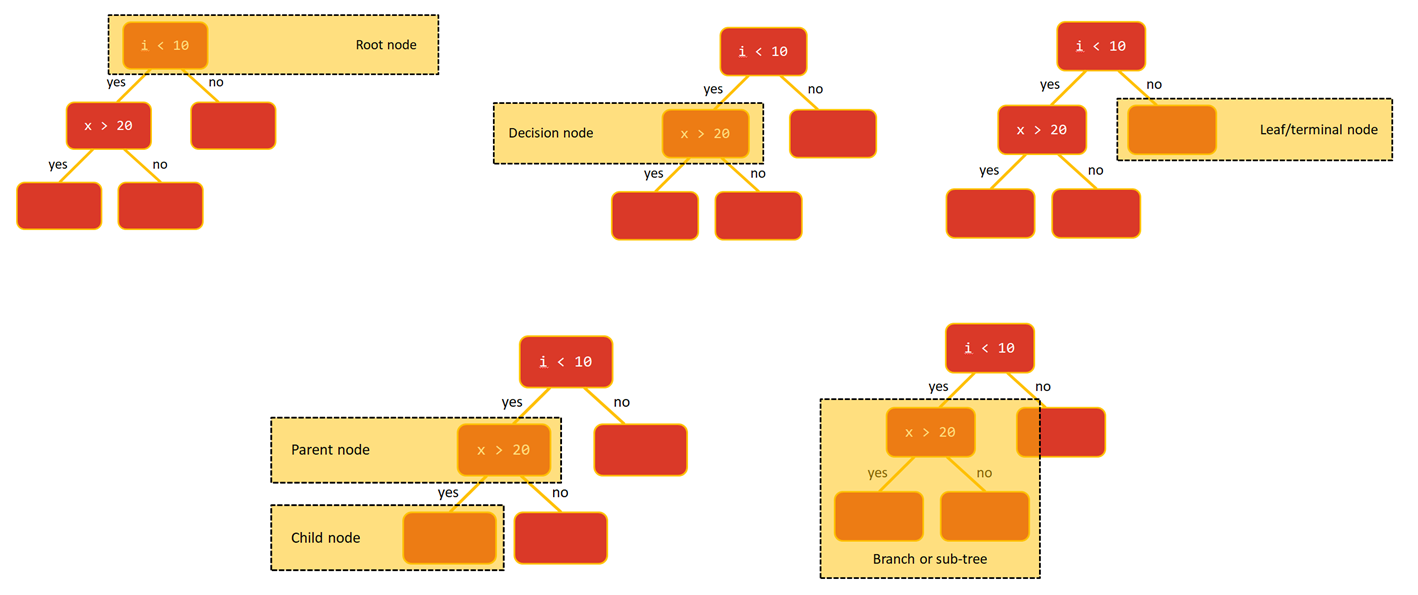 i < 10
Root node
yes
no
x > 20
yes
no
i < 10
yes
no
Decision node
x > 20
yes
no
i < 10
yes
no
x > 20
Leaf/terminal node
yes
no
i < 10
yes
no
Parent node
x > 20
yes
no
Child node
i < 10
yes
no
x > 20
yes
no
Branch or sub-tree